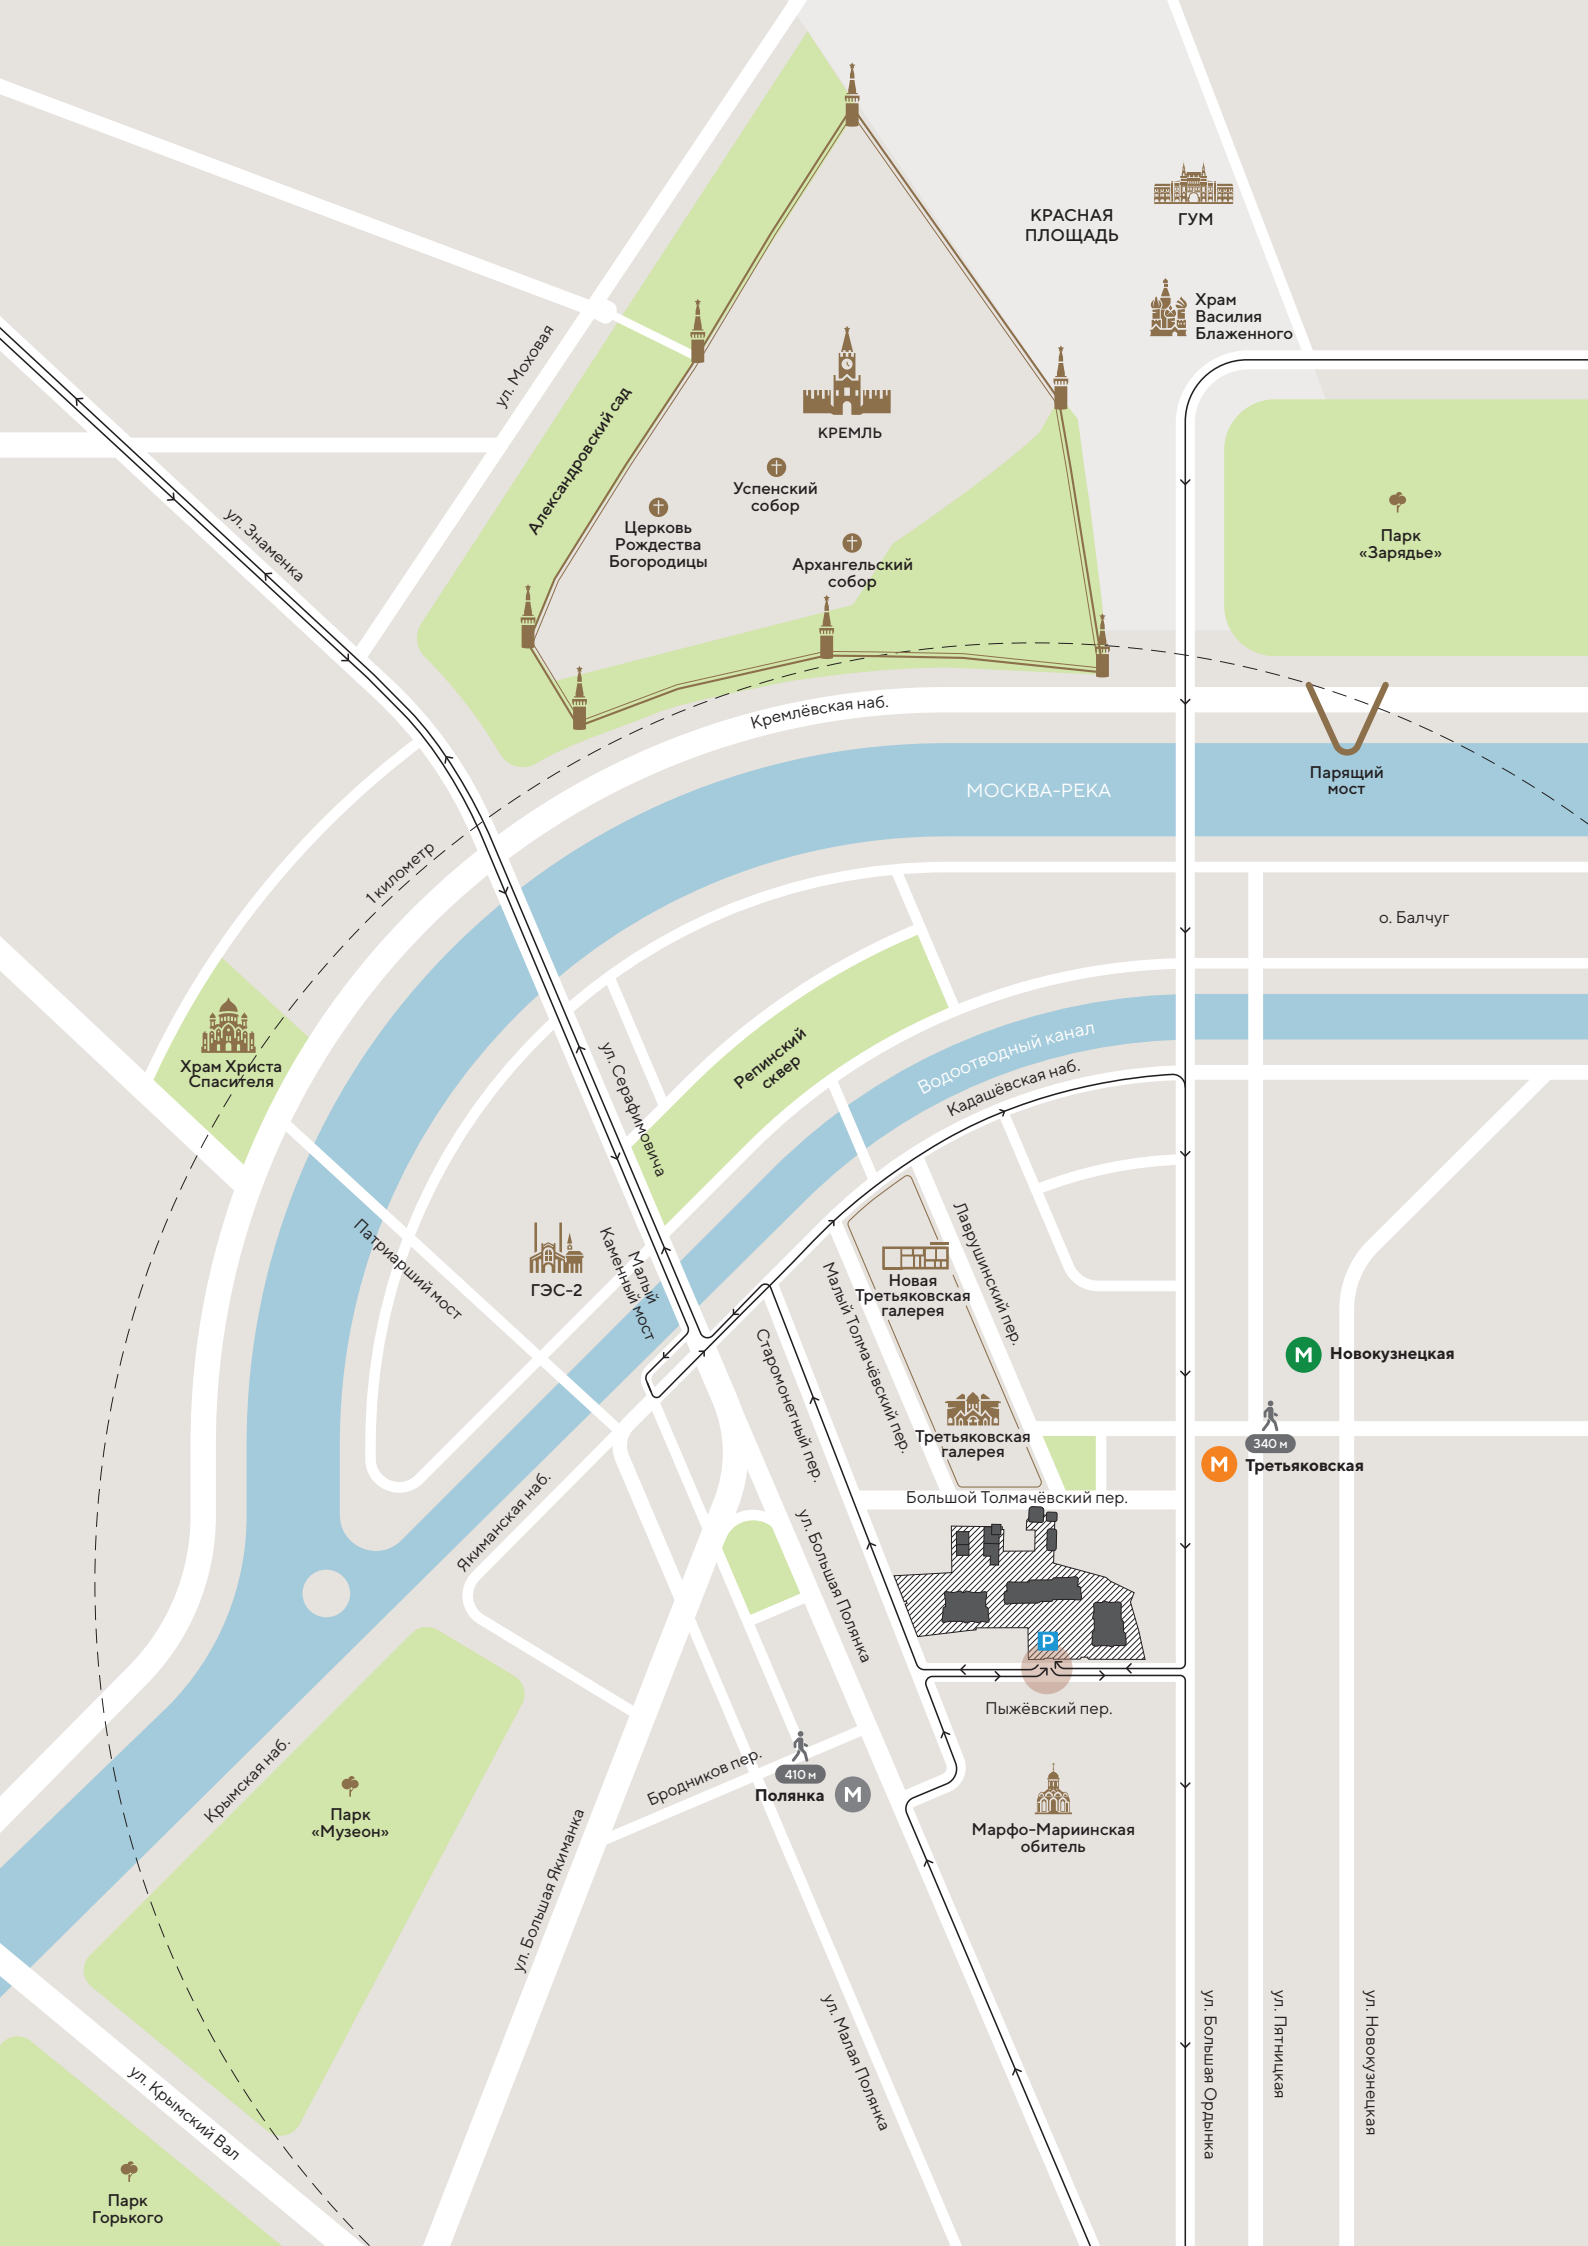 КРАСНАЯ
ПЛОЩАДЬ
ГУМ
Храм
Василия
Блаженного
ул. Моховая
Александровский сад
КРЕМЛЬ
Успенский
собор
Церковь
Рождества
Богородицы
Архангельский
собор
ул. Знаменка
Парк
«Зарядье»
Кремлёвская наб.
МОСКВА-РЕКА
Парящий
мост
1 километр
о. Балчуг
Храм Христа
Спасителя
ул. Серафимовича
Репинский
сквер
Водоотводный канал
Кадашёвская наб.
Патриарший мост
ГЭС-2
Малый
Каменный мост
Лаврушинский пер.
Новая
Третьяковская
галерея
Малый Толмачёвский пер.
Старомонетный пер.
М
Новокузнецкая
340 м
М
Третьяковская
Третьяковская
галерея
Большой Толмачёвский пер.
Якиманская наб.
ул. Большая Полянка
P
Пыжёвский пер.
Бродников пер.
410 м
Полянка
М
Крымская наб.
Парк
«Музеон»
Марфо-Мариинская
обитель
ул. Большая Якиманка
ул. Малая Полянка
ул. Большая Ордынка
ул. Пятницкая
ул. Новокузнецкая
ул. Крымский Вал
Парк
Горького